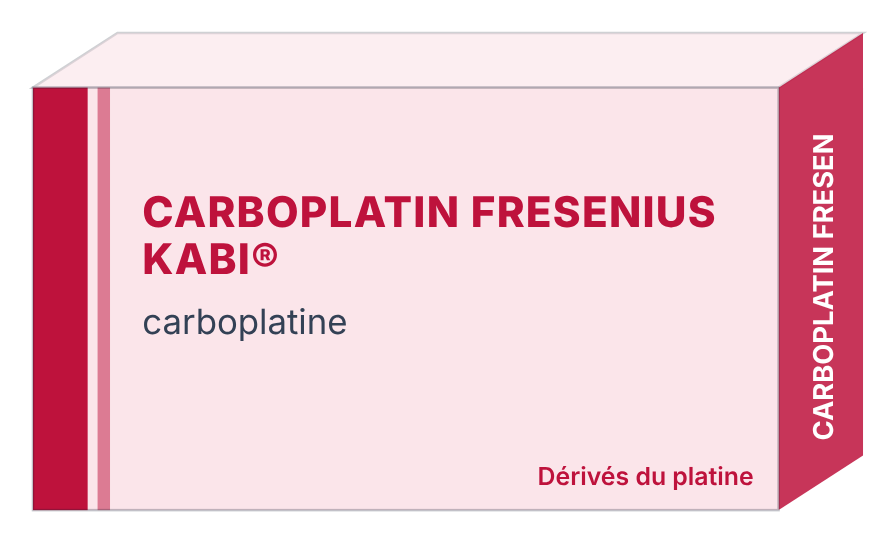 CARBOPLATIN FRESENIUS
KABI®
carboplatine
Dérivés du platine
CARBOPLATIN FRESEN